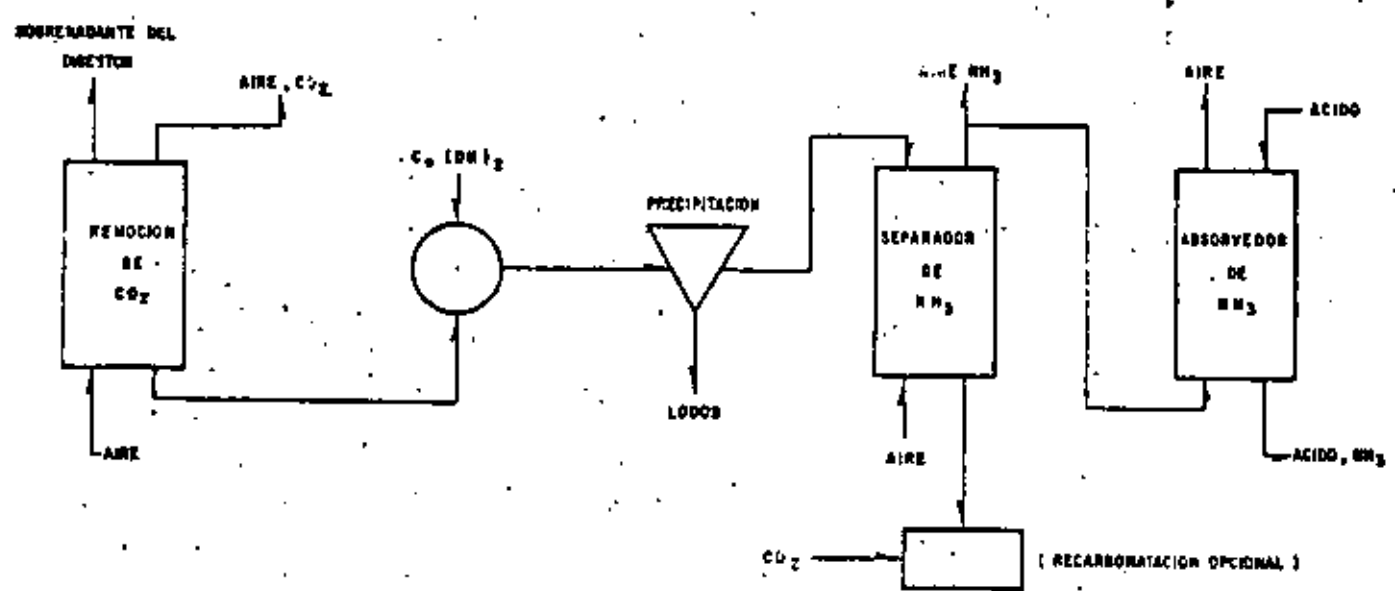 SOBRENADANTE DEL
DIGESTOR
AIRE, CO2
REMOCION
DE
CO2
AIRE
Ca (OH)2
PRECIPITACION
LODOS
AIRE NH3
SEPARADOR
DE
NH3
AIRE
CO2
( RECARBONATACION OPCIONAL )
AIRE
ACIDO
ABSORVEDOR
DE
NH3
ACIDO, NH3